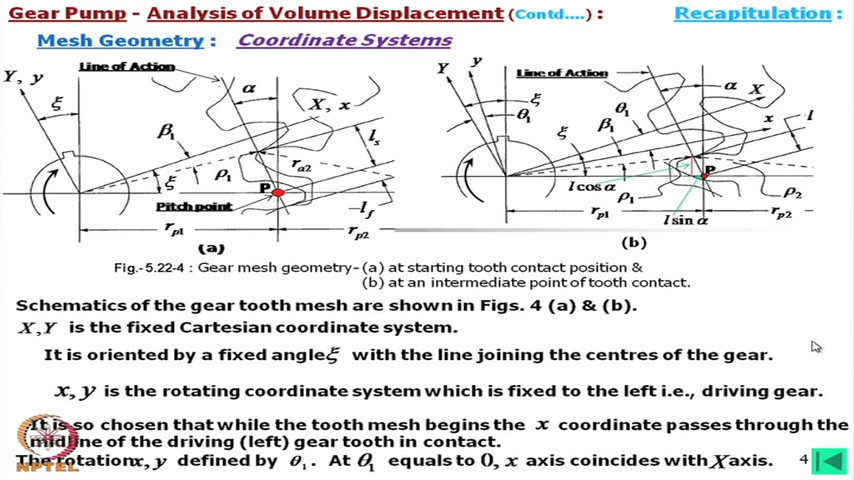 Gear Pump - Analysis of Volume Displacement (Contd....) : Recapitulation :
Mesh Geometry : Coordinate Systems
Line of Action
Y, y
ξ
α
X, x
β₁
l_s
ρ₁
r_a2
ξ
P
Pitch point
-l_f
r_p1
r_p2
(a)
Y
y
Line of Action
ξ
θ₁
α
θ₁
X
x
l
ξ
β₁
P
l cos α
ρ₁
ρ₂
r_p1
r_p2
l sin α
(b)
Fig.-5.22-4 : Gear mesh geometry- (a) at starting tooth contact position &
(b) at an intermediate point of tooth contact.
Schematics of the gear tooth mesh are shown in Figs. 4 (a) & (b).
X,Y is the fixed Cartesian coordinate system.
It is oriented by a fixed angle ξ with the line joining the centres of the gear.
x, y is the rotating coordinate system which is fixed to the left i.e., driving gear.
It is so chosen that while the tooth mesh begins the x coordinate passes through the
midline of the driving (left) gear tooth in contact.
The rotation x, y defined by θ₁. At θ₁ equals to 0, x axis coincides with X axis. 4
NPTEL